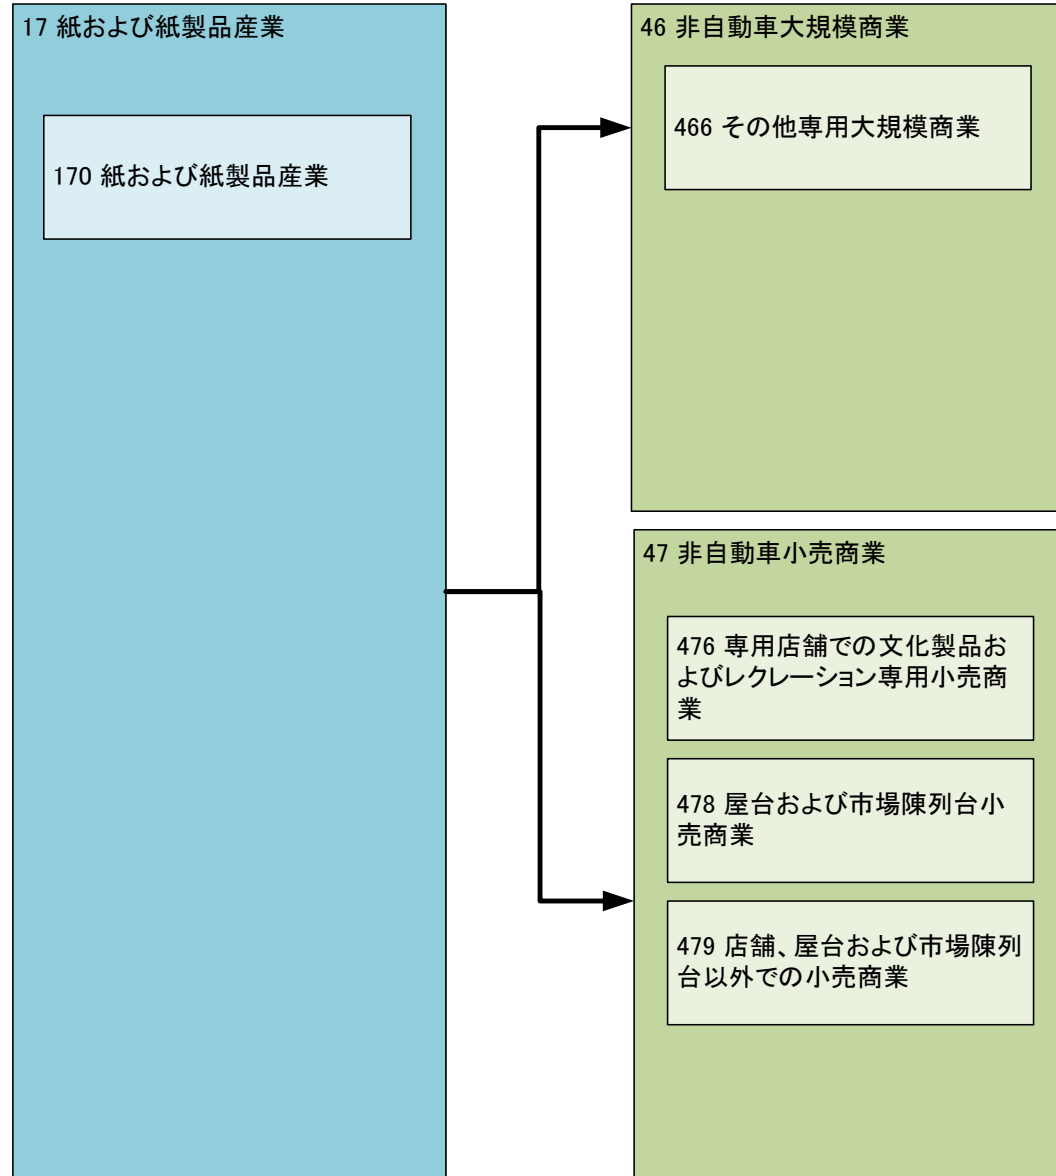 17 紙および紙製品産業
170 紙および紙製品産業
46 非自動車大規模商業
466 その他専用大規模商業
47 非自動車小売商業
476 専用店舗での文化製品お
よびレクレーション専用小売商
業
478 屋台および市場陳列台小
売商業
479 店舗、屋台および市場陳列
台以外での小売商業